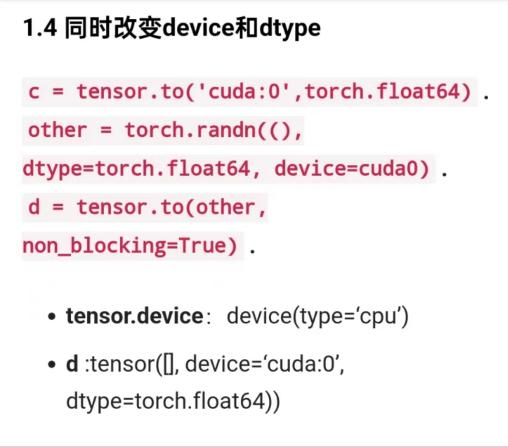 1.4 同时改变device和dtype
c = tensor.to('cuda:0',torch.float64) .
other = torch.randn((),
dtype=torch.float64, device=cuda0) .
d = tensor.to(other,
non_blocking=True) .
• tensor.device： device(type=‘cpu’)
• d :tensor([], device=‘cuda:0’,
dtype=torch.float64))